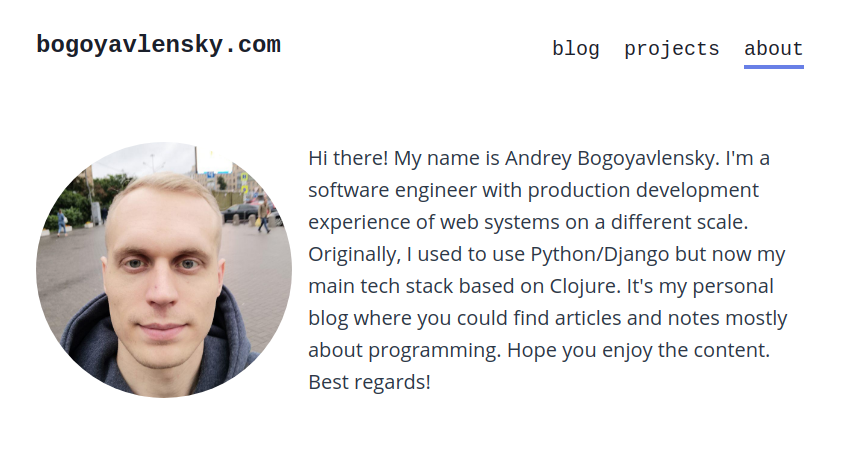 bogoyavlensky.com
blog projects about
Hi there! My name is Andrey Bogoyavlensky. I'm a
software engineer with production development
experience of web systems on a different scale.
Originally, I used to use Python/Django but now my
main tech stack based on Clojure. It's my personal
blog where you could find articles and notes mostly
about programming. Hope you enjoy the content.
Best regards!